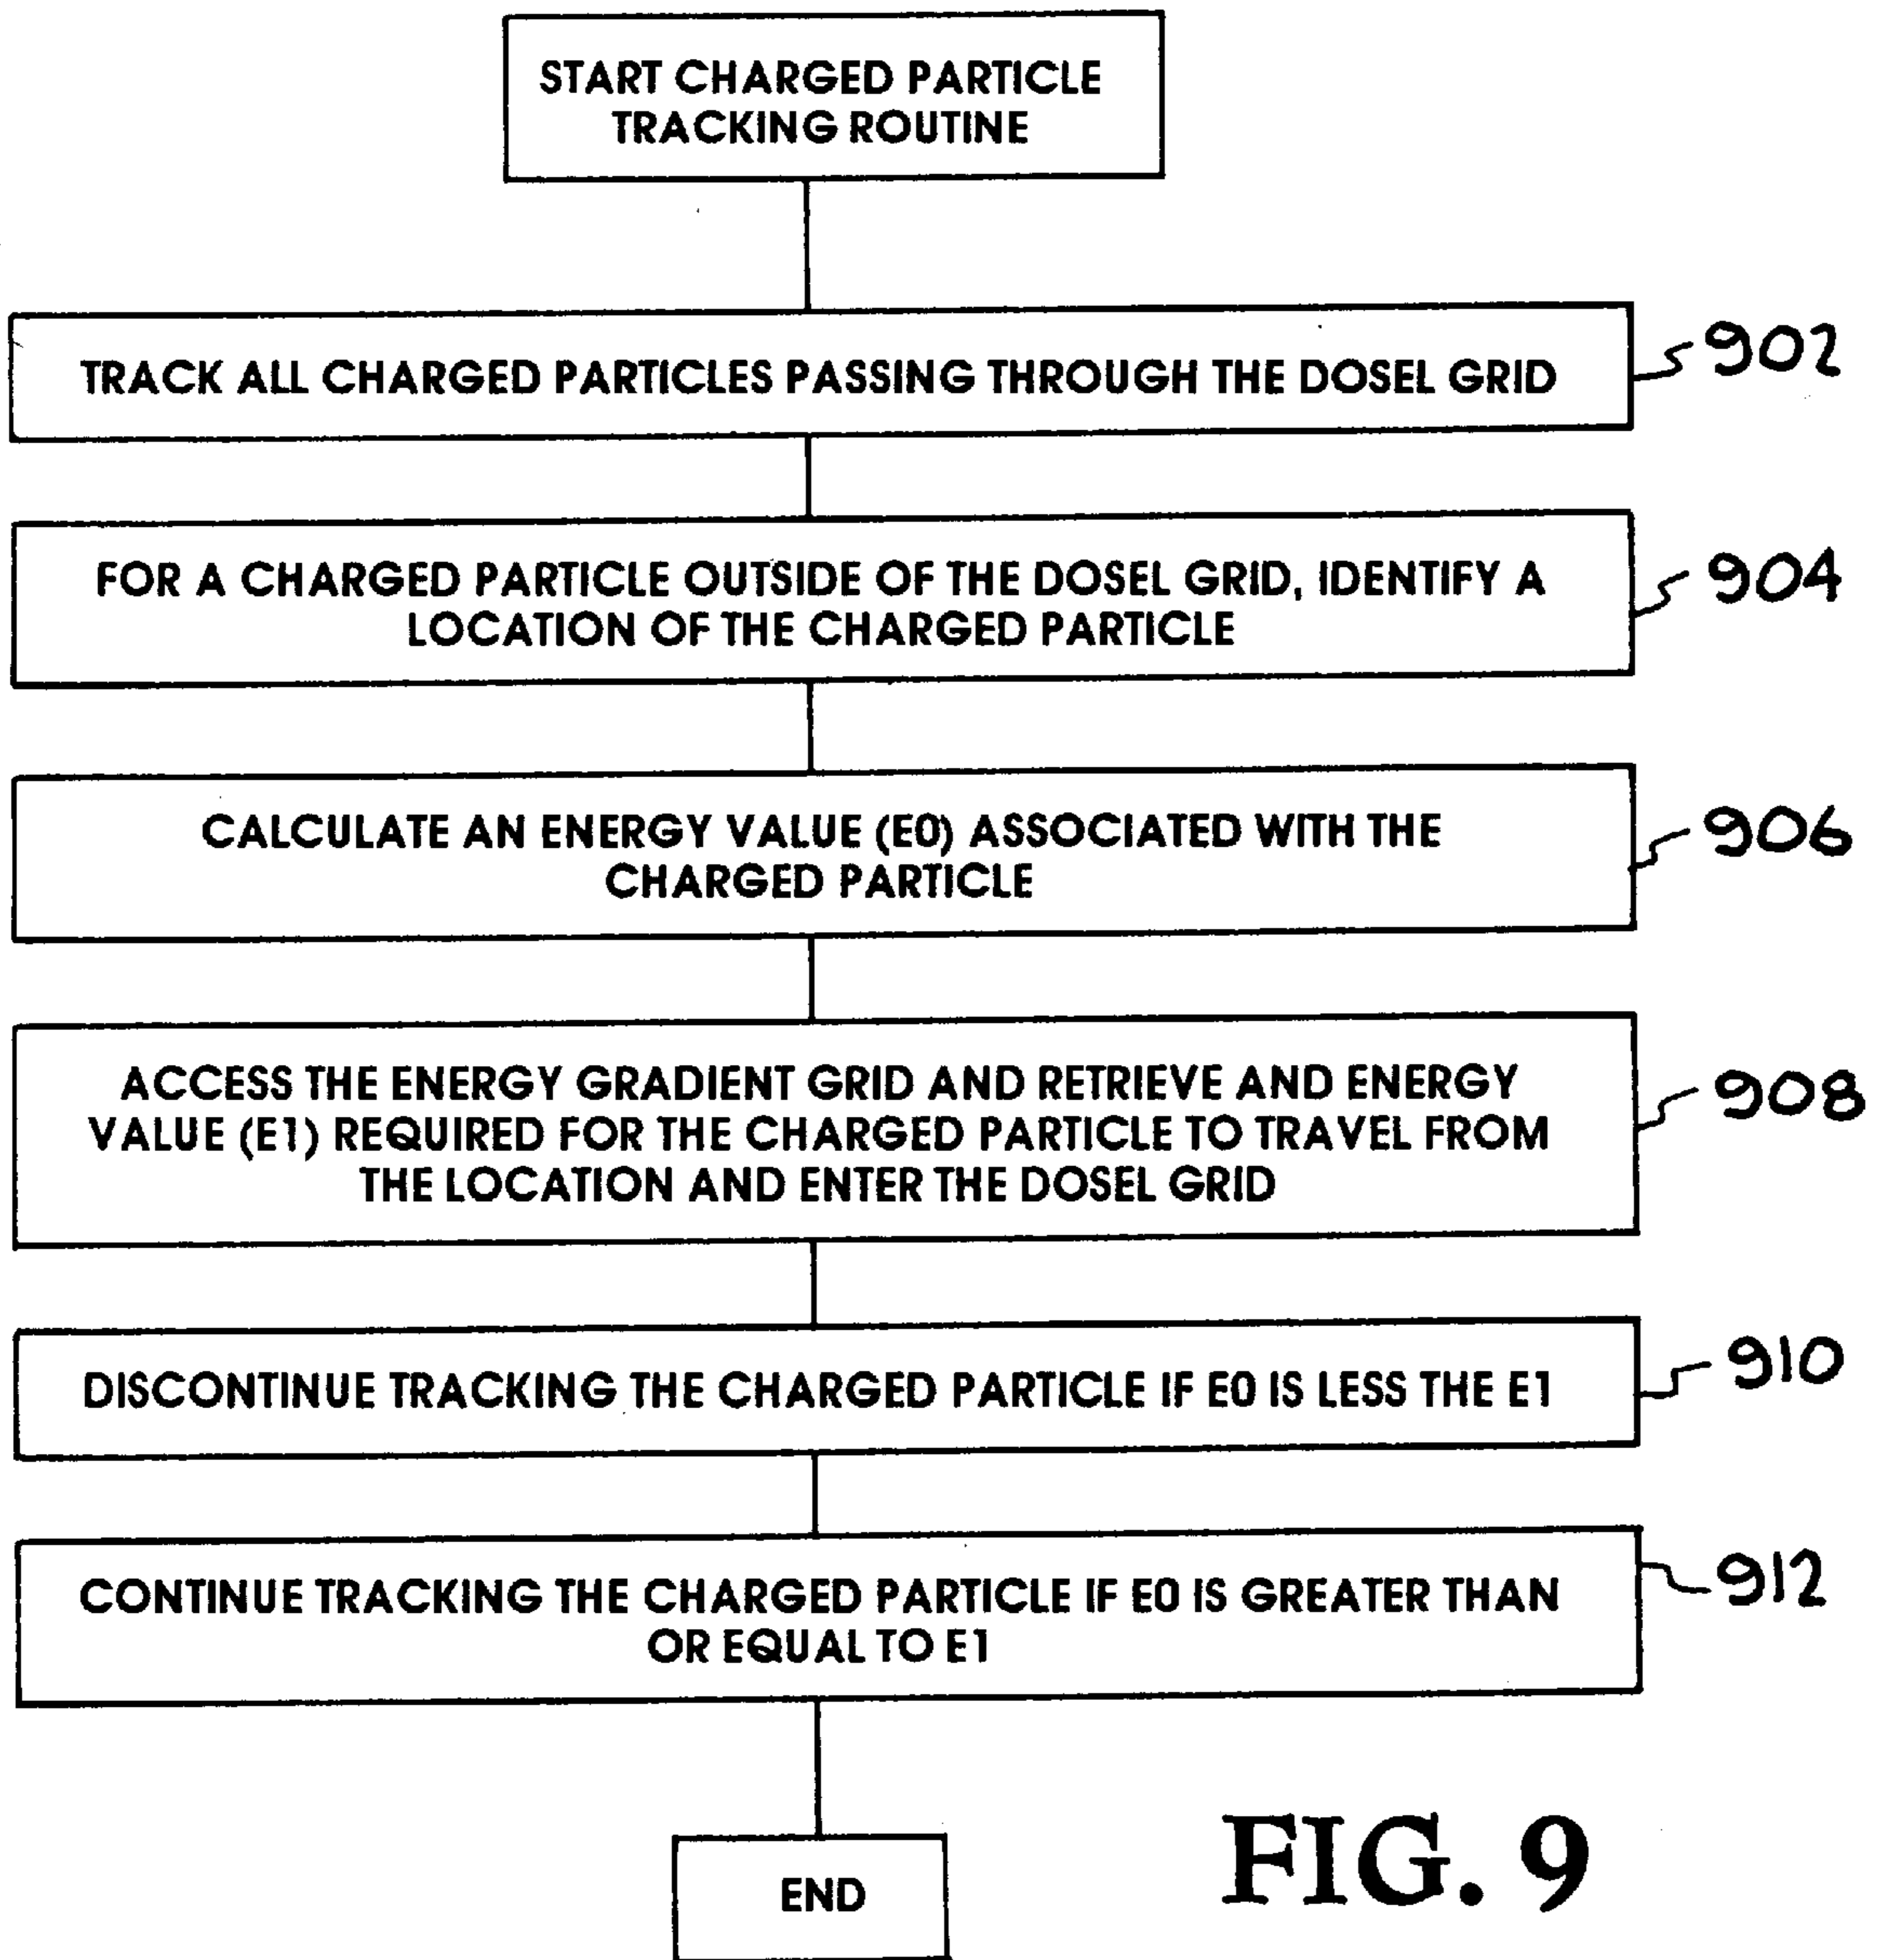 START CHARGED PARTICLE
TRACKING ROUTINE
TRACK ALL CHARGED PARTICLES PASSING THROUGH THE DOSEL GRID
902
FOR A CHARGED PARTICLE OUTSIDE OF THE DOSEL GRID, IDENTIFY A
LOCATION OF THE CHARGED PARTICLE
904
CALCULATE AN ENERGY VALUE (E0) ASSOCIATED WITH THE
CHARGED PARTICLE
906
ACCESS THE ENERGY GRADIENT GRID AND RETRIEVE AND ENERGY
VALUE (E1) REQUIRED FOR THE CHARGED PARTICLE TO TRAVEL FROM
THE LOCATION AND ENTER THE DOSEL GRID
908
DISCONTINUE TRACKING THE CHARGED PARTICLE IF E0 IS LESS THE E1
910
CONTINUE TRACKING THE CHARGED PARTICLE IF E0 IS GREATER THAN
OR EQUAL TO E1
912
END
FIG. 9